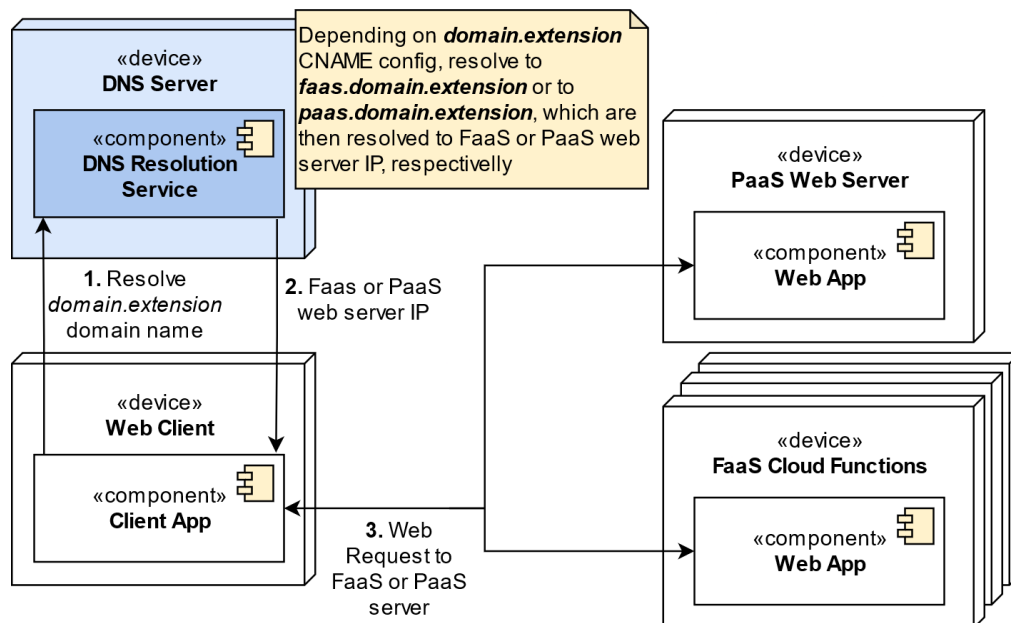 «device»
DNS Server
«component»
DNS Resolution
Service
Depending on domain.extension
CNAME config, resolve to
faas.domain.extension or to
paas.domain.extension, which are
then resolved to FaaS or PaaS web
server IP, respectivelly
«device»
PaaS Web Server
«component»
Web App
1. Resolve
domain.extension
domain name
2. Faas or PaaS
web server IP
«device»
Web Client
«component»
Client App
3. Web
Request to
FaaS or PaaS
server
«device»
FaaS Cloud Functions
«component»
Web App